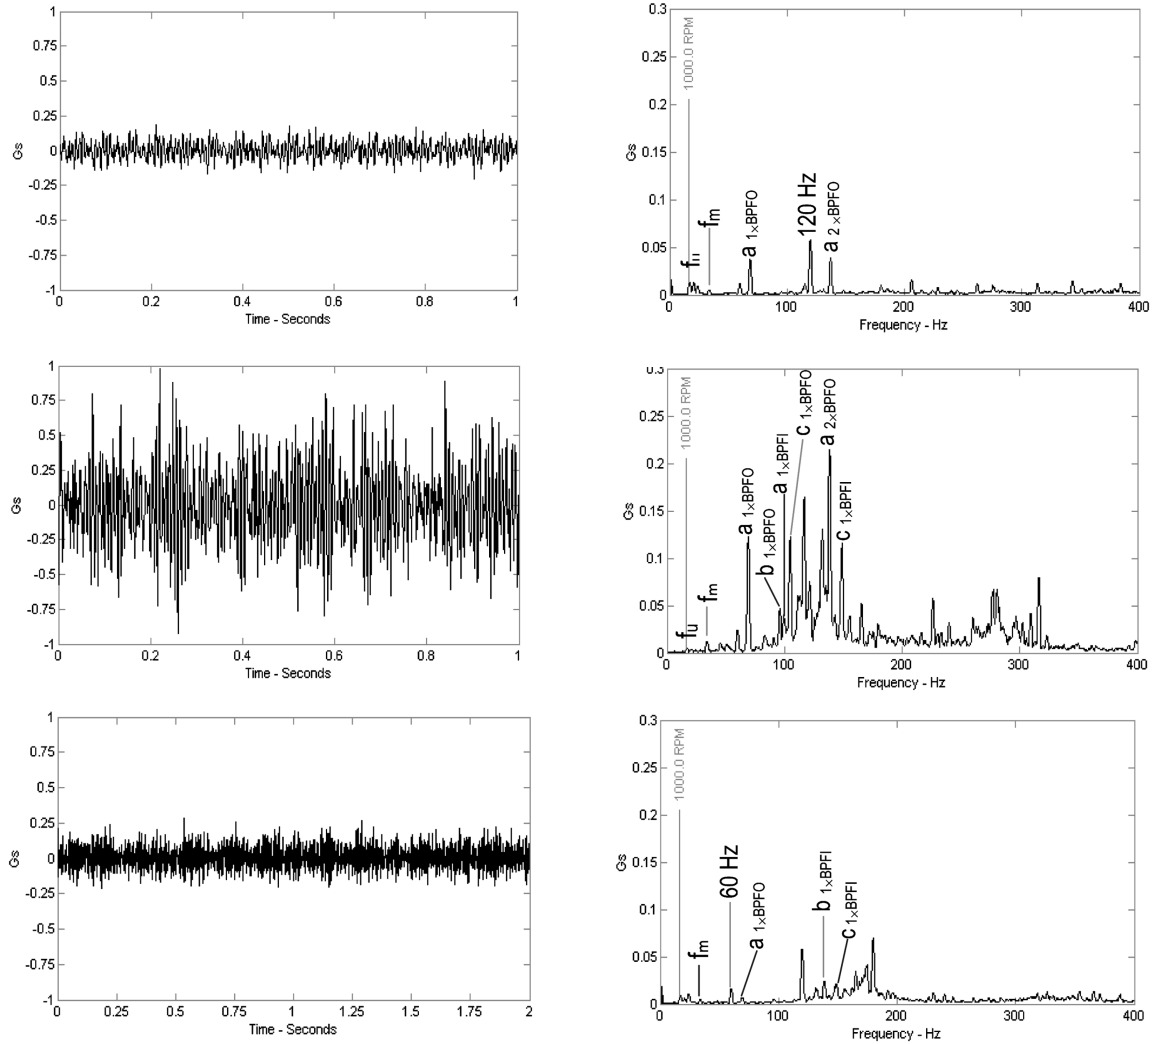 1
0.75
0.5
0.25
0
-0.25
-0.5
-0.75
-1
Gs
0 0.2 0.4 0.6 0.8 1
Time - Seconds
0.3
0.25
0.2
0.15
0.1
0.05
0
Gs
1000.0 RPM
fu
fm
a 1×BPFO
120 Hz
a 2×BPFO
0 100 200 300 400
Frequency - Hz
1
0.75
0.5
0.25
0
-0.25
-0.5
-0.75
-1
Gs
0 0.2 0.4 0.6 0.8 1
Time - Seconds
0.3
0.25
0.2
0.15
0.1
0.05
0
Gs
1000.0 RPM
fu
fm
a 1×BPFO
b 1×BPFO
a 1×BPFI
c 1×BPFO
a 2×BPFO
c 1×BPFI
0 100 200 300 400
Frequency - Hz
1
0.75
0.5
0.25
0
-0.25
-0.5
-0.75
-1
Gs
0 0.25 0.5 0.75 1 1.25 1.5 1.75 2
Time - Seconds
0.3
0.25
0.2
0.15
0.1
0.05
0
Gs
1000.0 RPM
fm
60 Hz
a 1×BPFO
b 1×BPFI
c 1×BPFI
0 100 200 300 400
Frequency - Hz